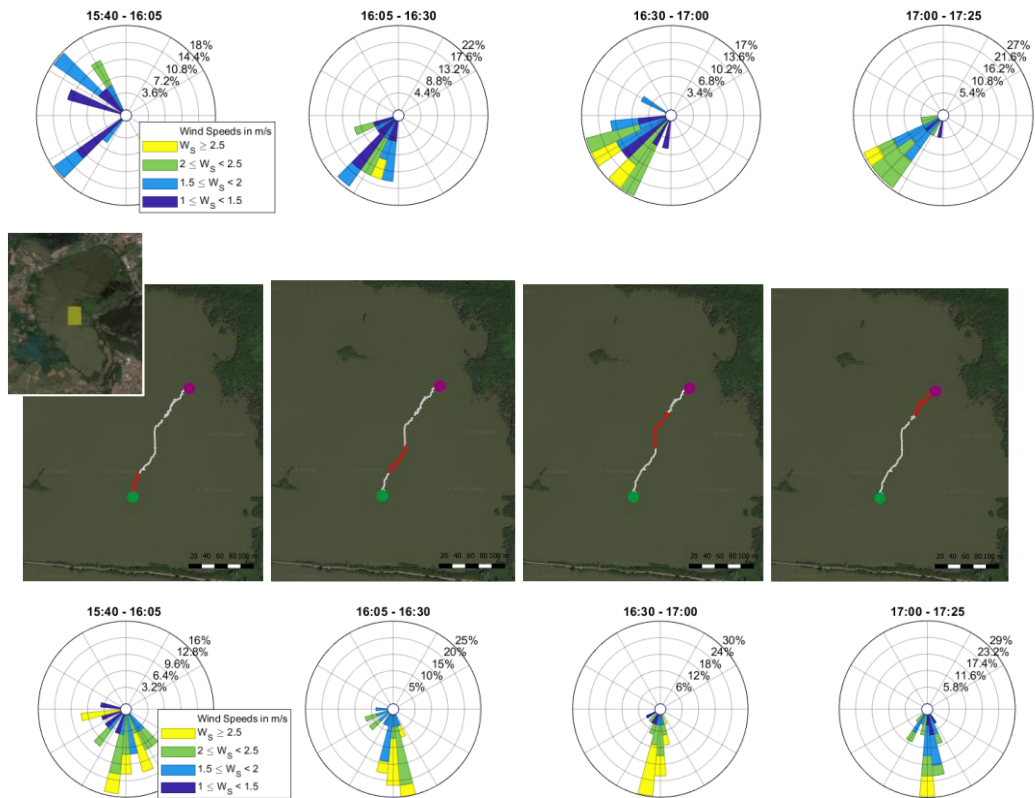 15:40 - 16:05
16:05 - 16:30
16:30 - 17:00
17:00 - 17:25
18%
14.4%
10.8%
7.2%
3.6%
22%
17.6%
13.2%
8.8%
4.4%
17%
13.6%
10.2%
6.8%
3.4%
27%
21.6%
16.2%
10.8%
5.4%
Wind Speeds in m/s
W_S ≥ 2.5
2 ≤ W_S < 2.5
1.5 ≤ W_S < 2
1 ≤ W_S < 1.5
20 40 60 80 100 m
20 40 60 80 100 m
20 40 60 80 100 m
20 40 60 80 100 m
15:40 - 16:05
16:05 - 16:30
16:30 - 17:00
17:00 - 17:25
16%
12.8%
9.6%
6.4%
3.2%
25%
20%
15%
10%
5%
30%
24%
18%
12%
6%
29%
23.2%
17.4%
11.6%
5.8%
Wind Speeds in m/s
W_S ≥ 2.5
2 ≤ W_S < 2.5
1.5 ≤ W_S < 2
1 ≤ W_S < 1.5